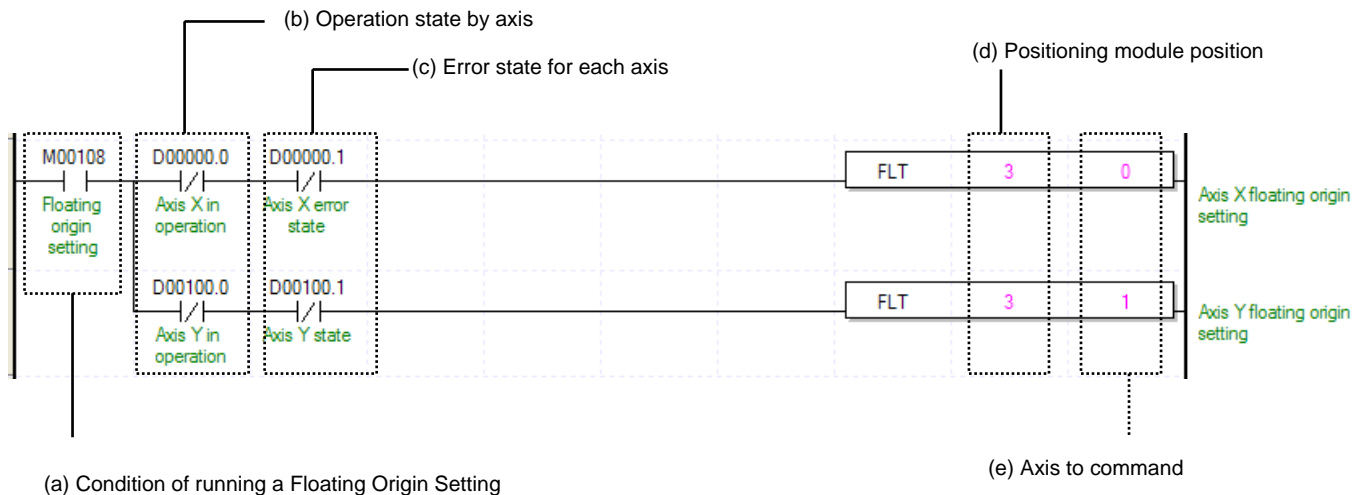 (b) Operation state by axis
(d) Positioning module position
(c) Error state for each axis
M00108 D00000.0 D00000.1 FLT 3 0
Floating origin setting
Axis X in operation
Axis X error state
Axis X floating origin setting
D00100.0 D00100.1 FLT 3 1
Axis Y in operation
Axis Y state
Axis Y floating origin setting
(e) Axis to command
(a) Condition of running a Floating Origin Setting